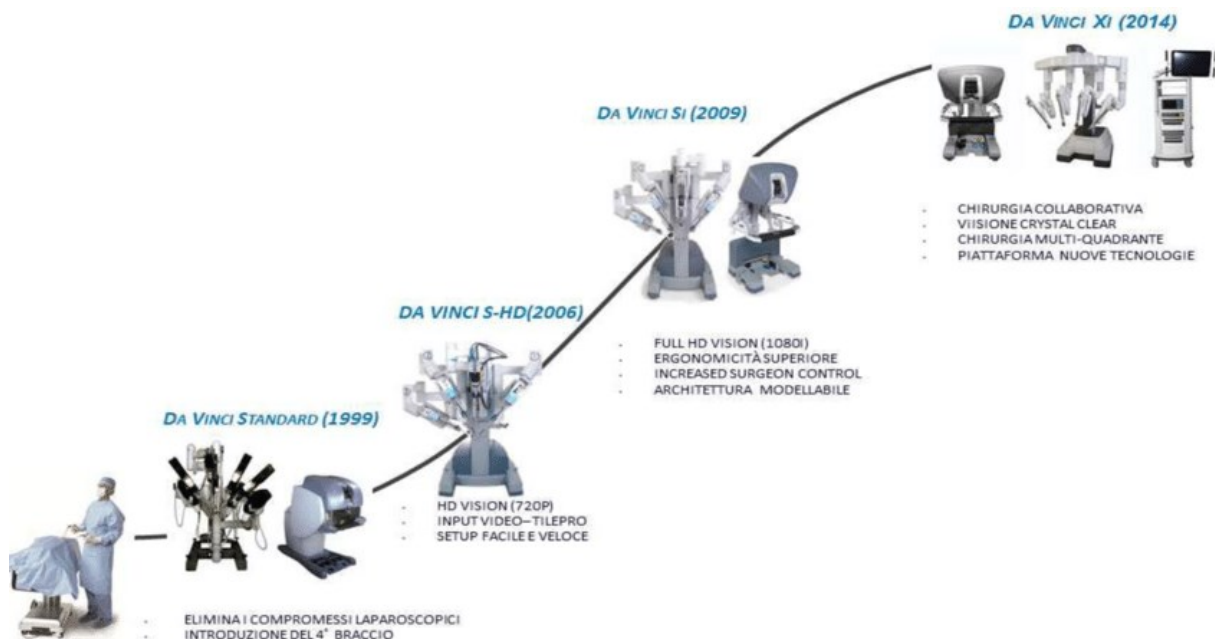 DA VINCI XI (2014)
- CHIRURGIA COLLABORATIVA
- VIISIONE CRYSTAL CLEAR
- CHIRURGIA MULTI-QUADRANTE
- PIATTAFORMA NUOVE TECNOLOGIE
DA VINCI SI (2009)
- FULL HD VISION (1080I)
- ERGONOMICITÀ SUPERIORE
- INCREASED SURGEON CONTROL
- ARCHITETTURA MODELLABILE
DA VINCI S-HD(2006)
- HD VISION (720P)
- INPUT VIDEO–TILEPRO
- SETUP FACILE E VELOCE
DA VINCI STANDARD (1999)
- ELIMINA I COMPROMESSI LAPAROSCOPICI
- INTRODUZIONE DEL 4° BRACCIO